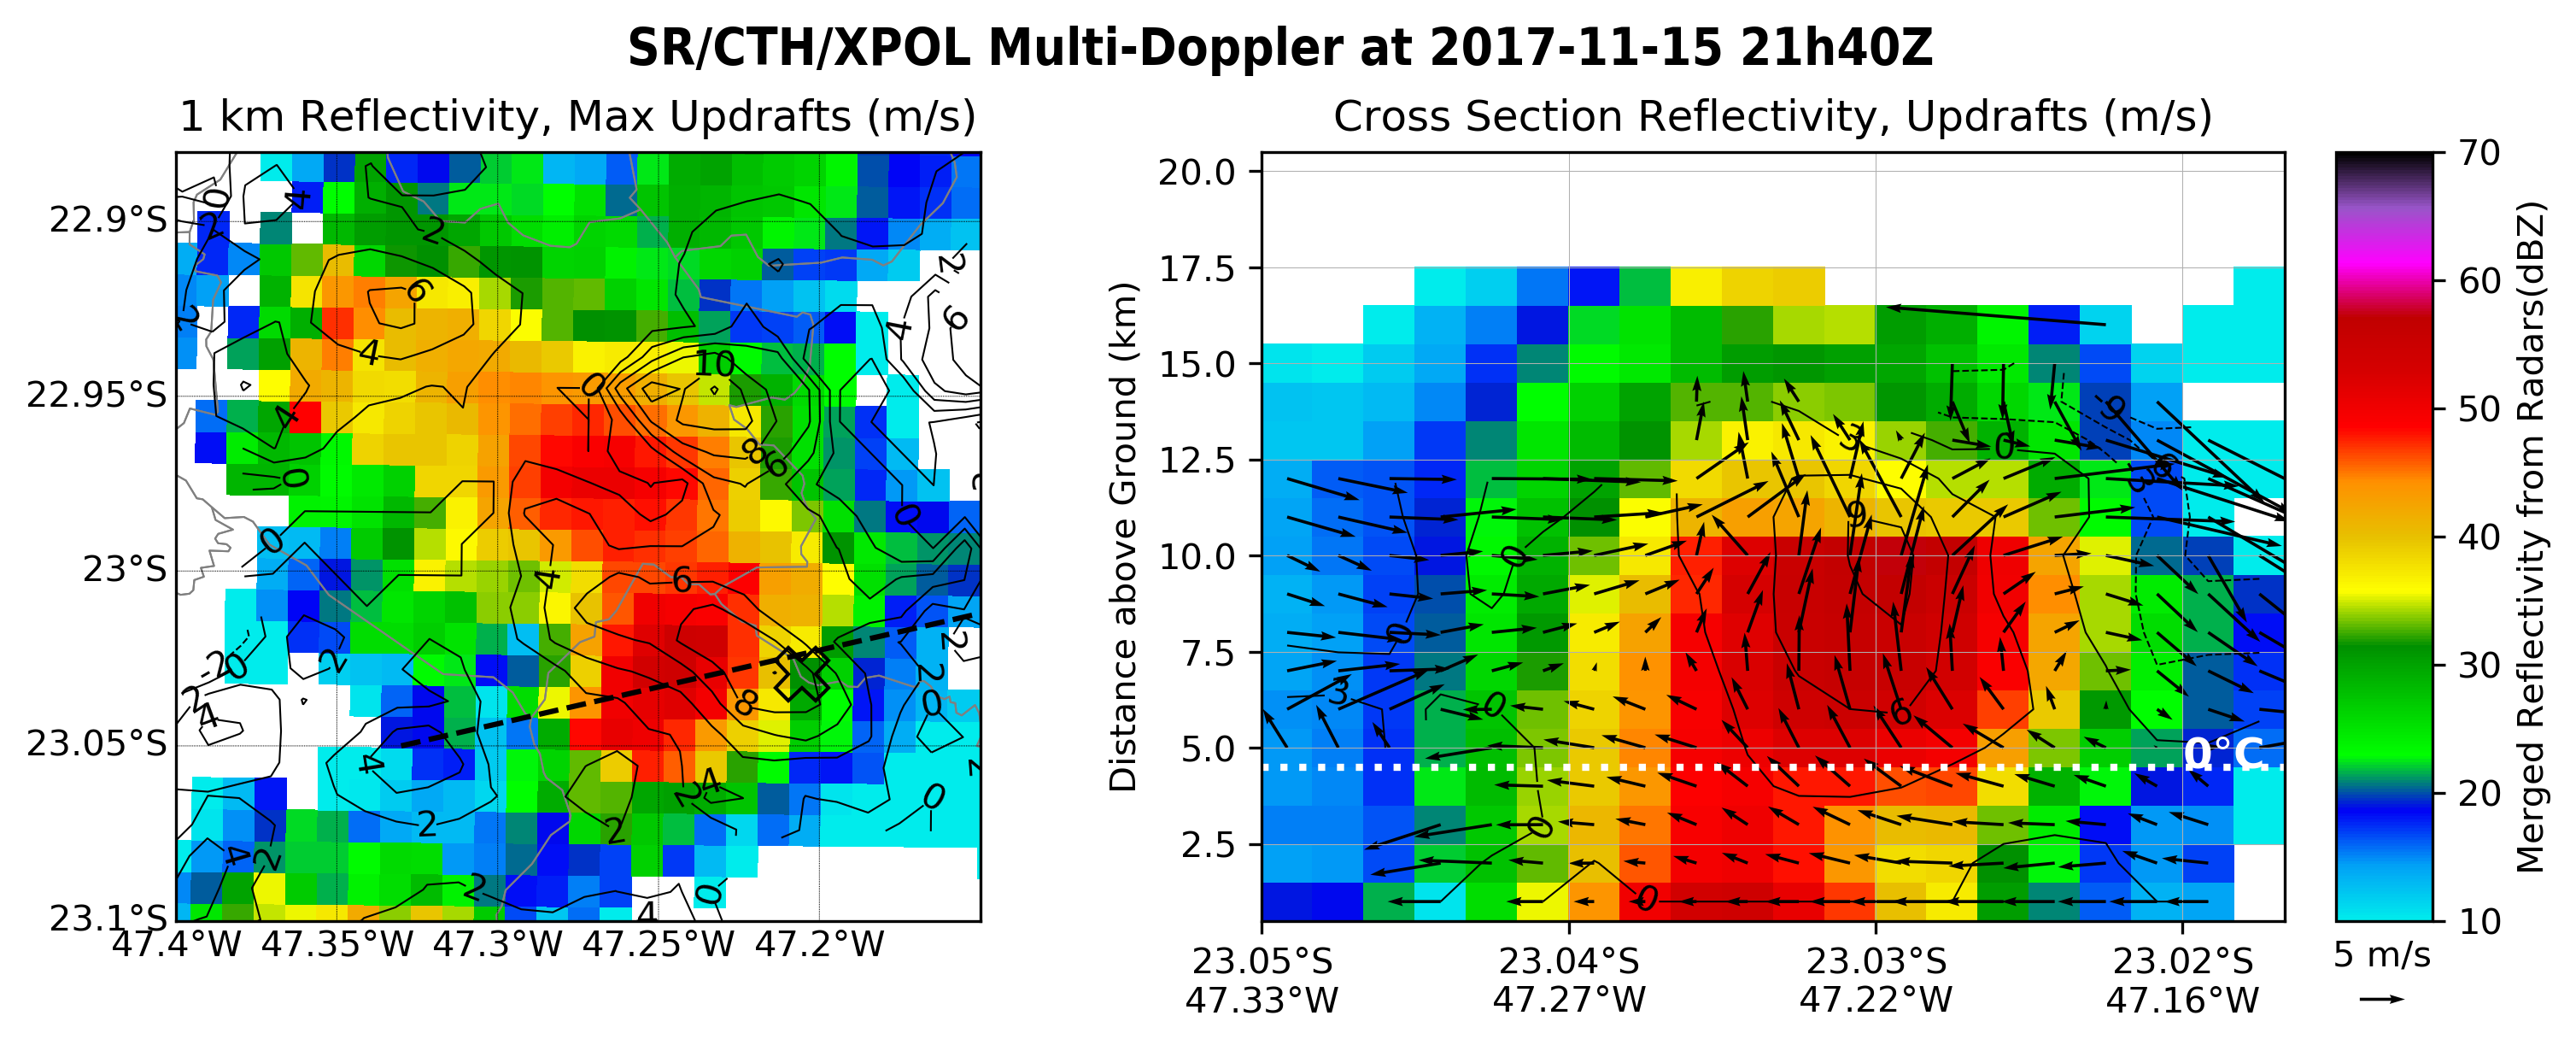 SR/CTH/XPOL Multi-Doppler at 2017-11-15 21h40Z
1 km Reflectivity, Max Updrafts (m/s)
22.9°S
22.95°S
23°S
23.05°S
23.1°S
47.4°W 47.35°W 47.3°W 47.25°W 47.2°W
Cross Section Reflectivity, Updrafts (m/s)
Distance above Ground (km)
20.0
17.5
15.0
12.5
10.0
7.5
5.0
2.5
0°C
23.05°S 23.04°S 23.03°S 23.02°S
47.33°W 47.27°W 47.22°W 47.16°W
70
60
50
40
30
20
10
Merged Reflectivity from Radars(dBZ)
5 m/s